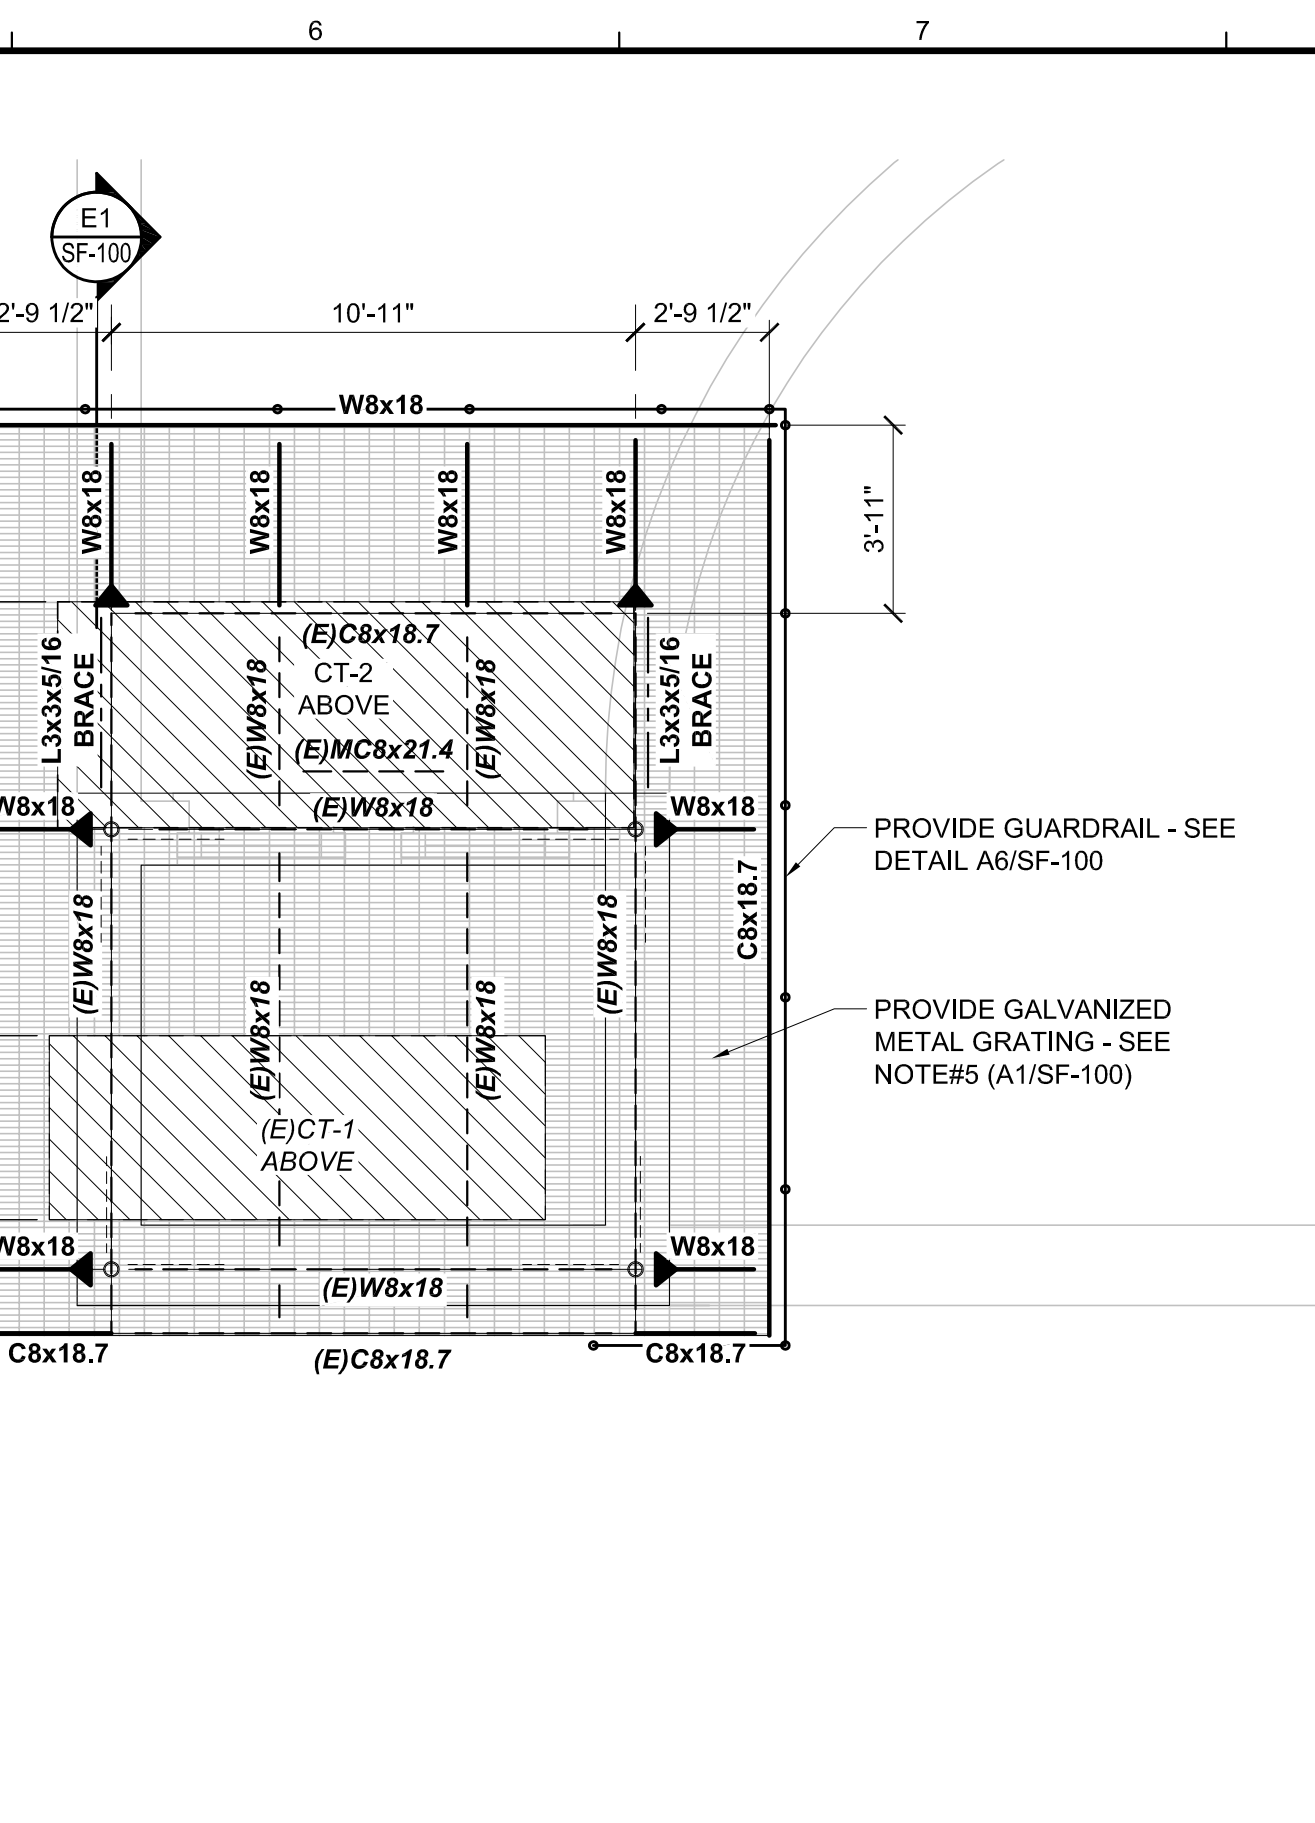 6
7
E1
SF-100
2'-9 1/2"
10'-11"
2'-9 1/2"
W8x18
W8x18
W8x18
W8x18
W8x18
3'-11"
(E)C8x18.7
CT-2
ABOVE
(E)W8x18
(E)W8x18
(E)MC8x21.4
L3x3x5/16
BRACE
L3x3x5/16
BRACE
W8x18
(E)W8x18
W8x18
PROVIDE GUARDRAIL - SEE
DETAIL A6/SF-100
C8x18.7
(E)W8x18
(E)W8x18
(E)W8x18
(E)W8x18
PROVIDE GALVANIZED
METAL GRATING - SEE
NOTE#5 (A1/SF-100)
(E)CT-1
ABOVE
W8x18
W8x18
(E)W8x18
C8x18.7
(E)C8x18.7
C8x18.7